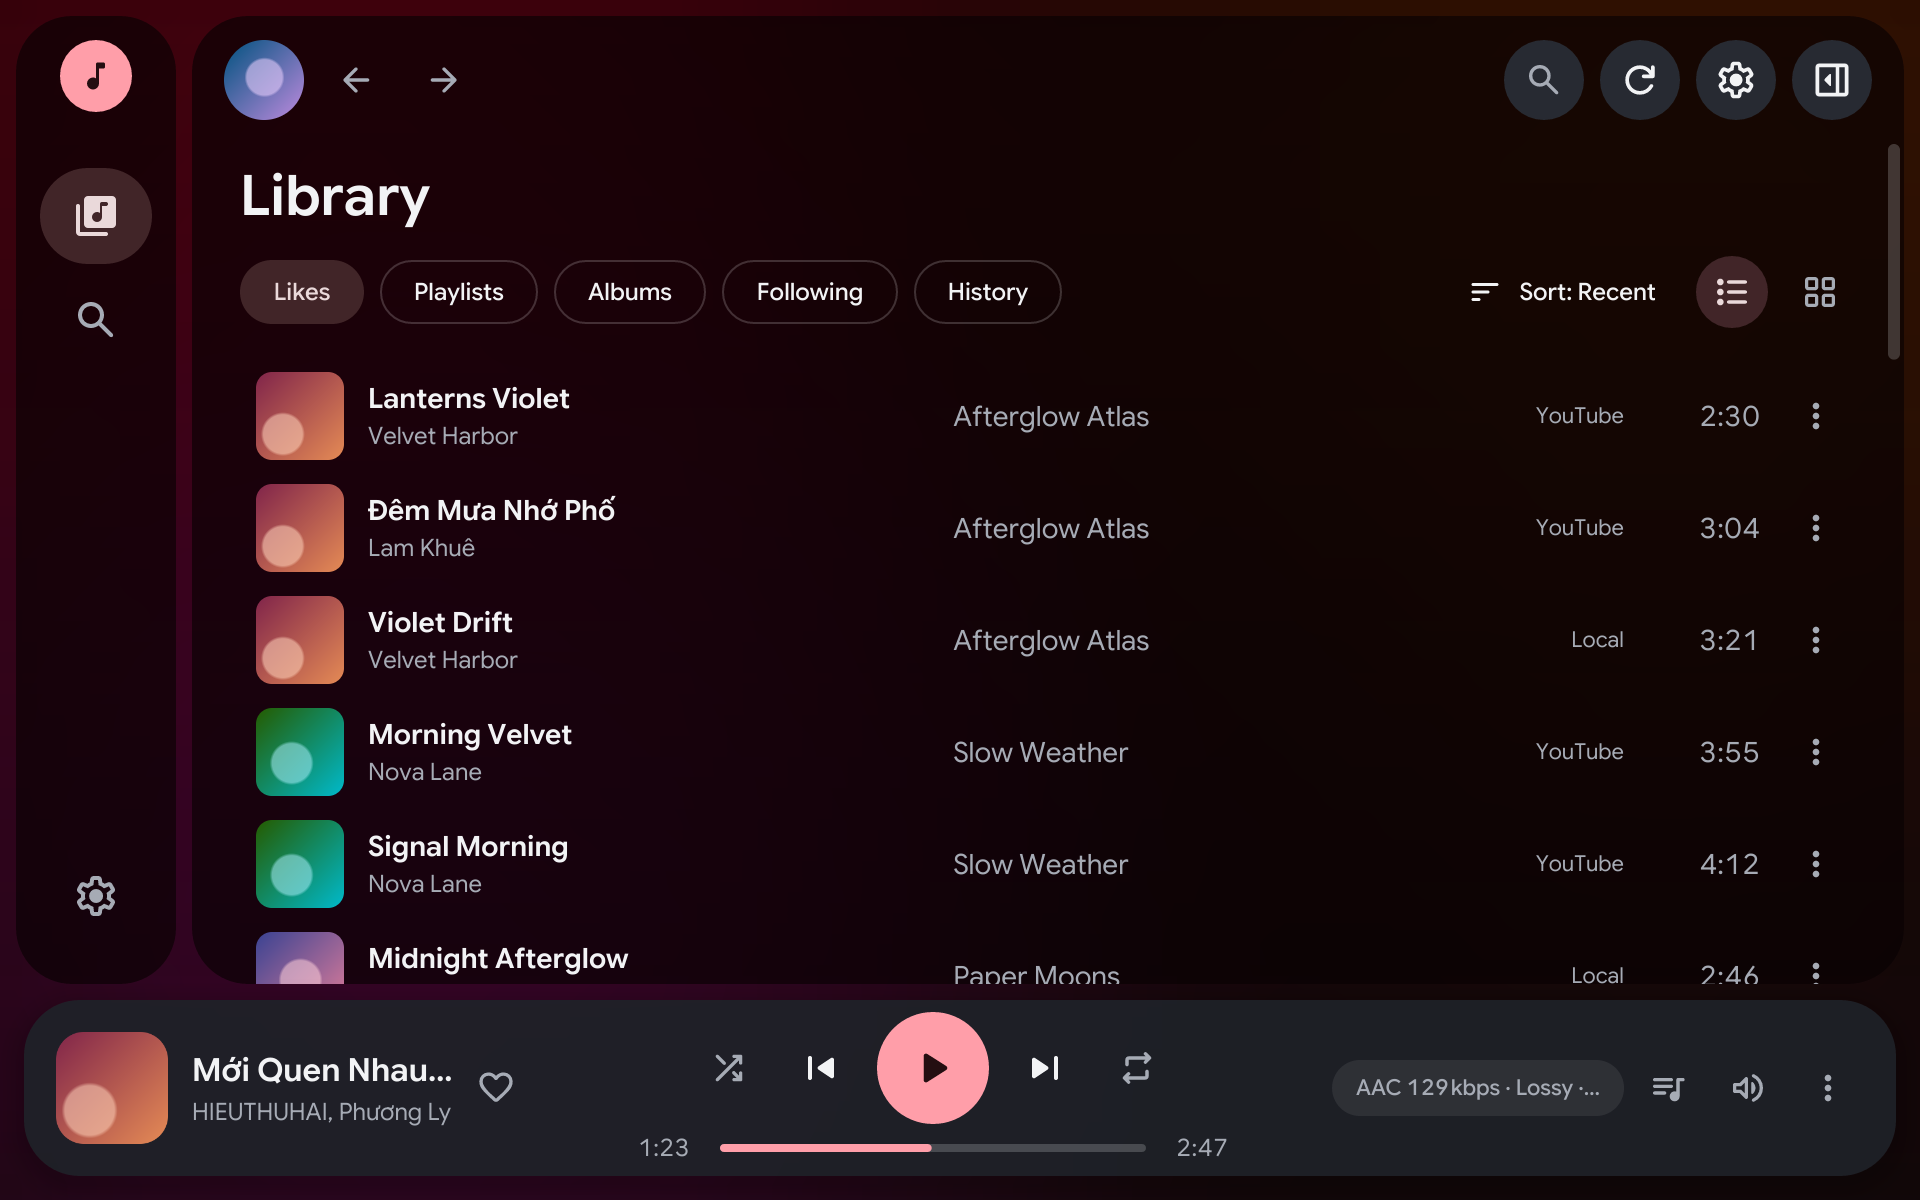 Library
Likes
Playlists
Albums
Following
History
Sort: Recent
Lanterns Violet
Velvet Harbor
Afterglow Atlas
YouTube
2:30
Đêm Mưa Nhớ Phố
Lam Khuê
Afterglow Atlas
YouTube
3:04
Violet Drift
Velvet Harbor
Afterglow Atlas
Local
3:21
Morning Velvet
Nova Lane
Slow Weather
YouTube
3:55
Signal Morning
Nova Lane
Slow Weather
YouTube
4:12
Midnight Afterglow
Paper Moons
Local
2:46
Mới Quen Nhau...
HIEUTHUHAI, Phương Ly
1:23
2:47
AAC 129kbps · Lossy ·...